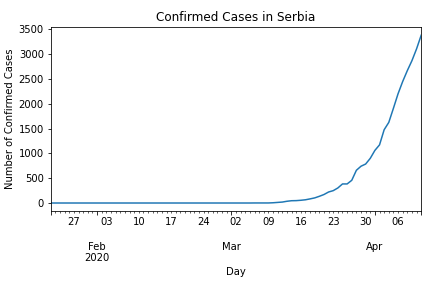 Confirmed Cases in Serbia
3500
3000
2500
2000
1500
1000
500
0
Number of Confirmed Cases
27 03 10 17 24 02 09 16 23 30 06
Feb Mar Apr
2020
Day